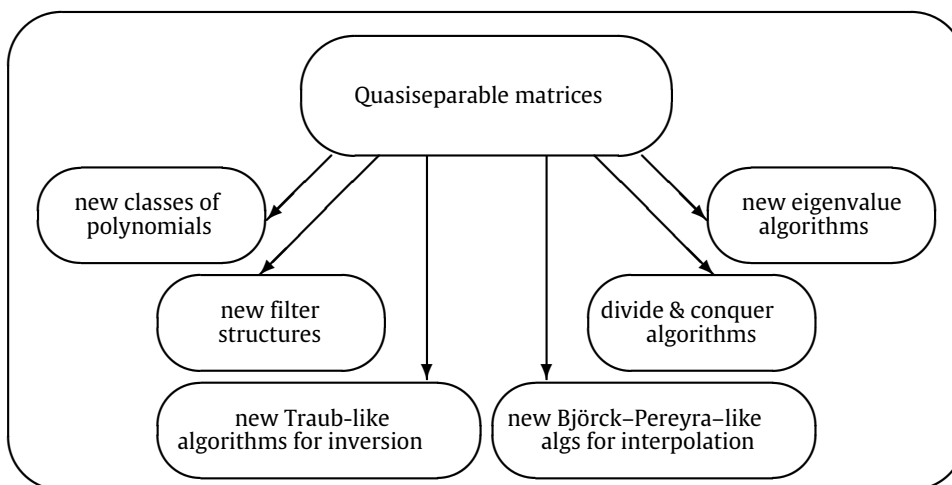 Quasiseparable matrices
new classes of
polynomials
new eigenvalue
algorithms
new filter
structures
divide & conquer
algorithms
new Traub-like
algorithms for inversion
new Björck–Pereyra–like
algs for interpolation